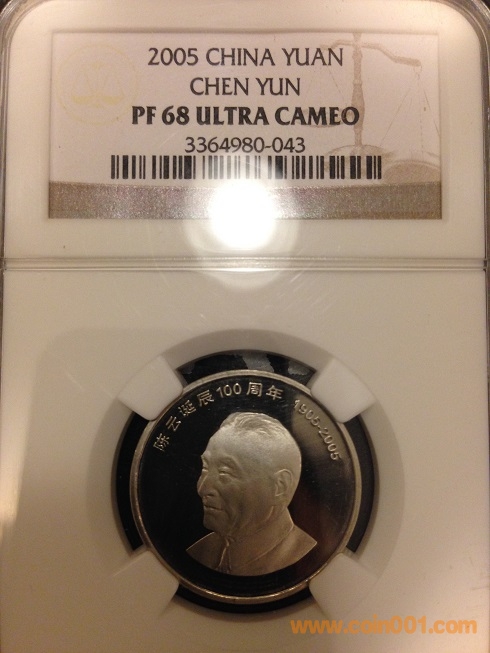 2005 CHINA YUAN
CHEN YUN
PF 68 ULTRA CAMEO
3364980-043
陈云诞辰100周年 1905-2005
www.coin001.com